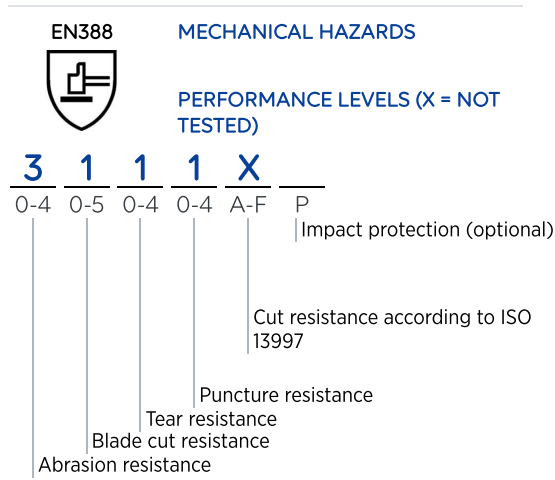 EN388
MECHANICAL HAZARDS
PERFORMANCE LEVELS (X = NOT
TESTED)
3 1 1 1 X
0-4 0-5 0-4 0-4 A-F P
Impact protection (optional)
Cut resistance according to ISO
13997
Puncture resistance
Tear resistance
Blade cut resistance
Abrasion resistance